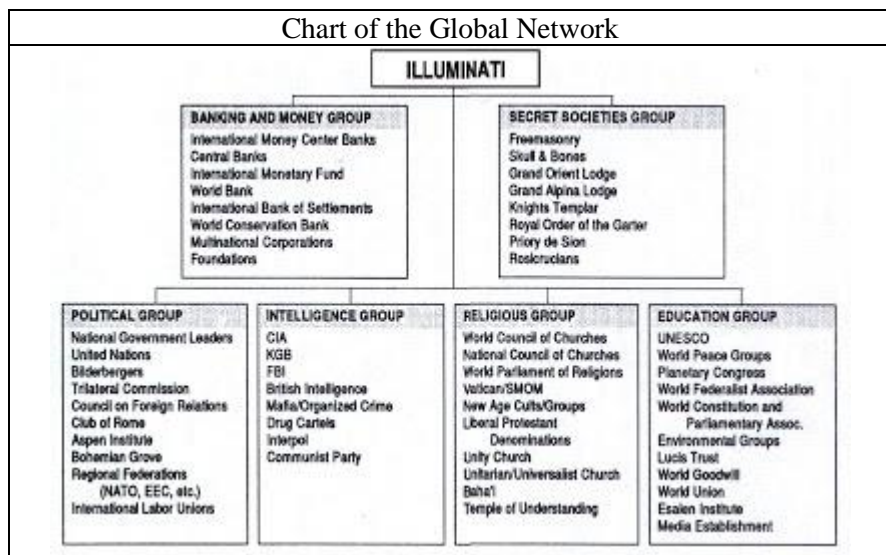 Chart of the Global Network
ILLUMINATI
BANKING AND MONEY GROUP
International Money Center Banks
Central Banks
International Monetary Fund
World Bank
International Bank of Settlements
World Conservation Bank
Multinational Corporations
Foundations
SECRET SOCIETIES GROUP
Freemasonry
Skull & Bones
Grand Orient Lodge
Grand Alpina Lodge
Knights Templar
Royal Order of the Garter
Priory de Sion
Rosicrucians
POLITICAL GROUP
National Government Leaders
United Nations
Bilderbergers
Trilateral Commission
Council on Foreign Relations
Club of Rome
Aspen Institute
Bohemian Grove
Regional Federations
(NATO, EEC, etc.)
International Labor Unions
INTELLIGENCE GROUP
CIA
KGB
FBI
British Intelligence
Mafia/Organized Crime
Drug Cartels
Interpol
Communist Party
RELIGIOUS GROUP
World Council of Churches
National Council of Churches
World Parliament of Religions
Vatican/SMOM
New Age Cults/Groups
Liberal Protestant
Denominations
Unity Church
Unitarian/Universalist Church
Baha'i
Temple of Understanding
EDUCATION GROUP
UNESCO
World Peace Groups
Planetary Congress
World Federalist Association
World Constitution and
Parliamentary Assoc.
Environmental Groups
Lucis Trust
World Goodwill
World Union
Esalen Institute
Media Establishment